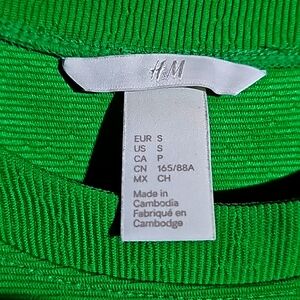 H&M
EUR S
US S
CA P
CN 165/88A
MX CH
Made in
Cambodia
Fabriqué en
Cambodge